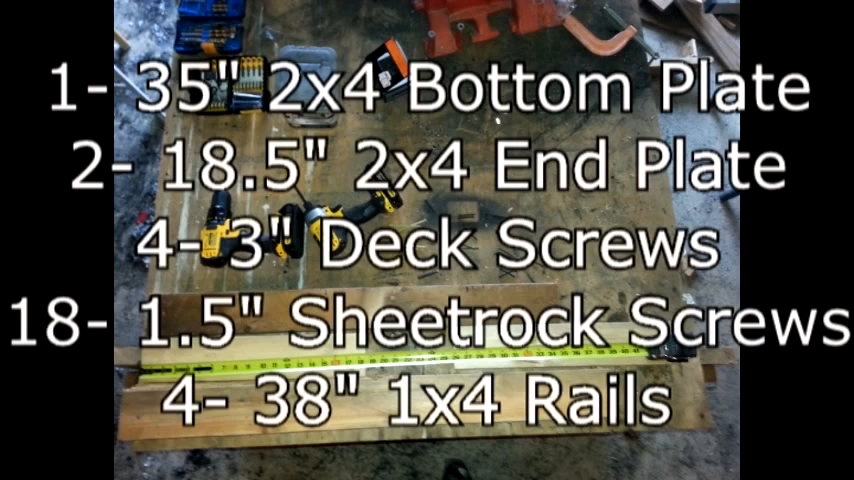 1- 35" 2x4 Bottom Plate
2- 18.5" 2x4 End Plate
4- 3" Deck Screws
18- 1.5" Sheetrock Screws
4- 38" 1x4 Rails